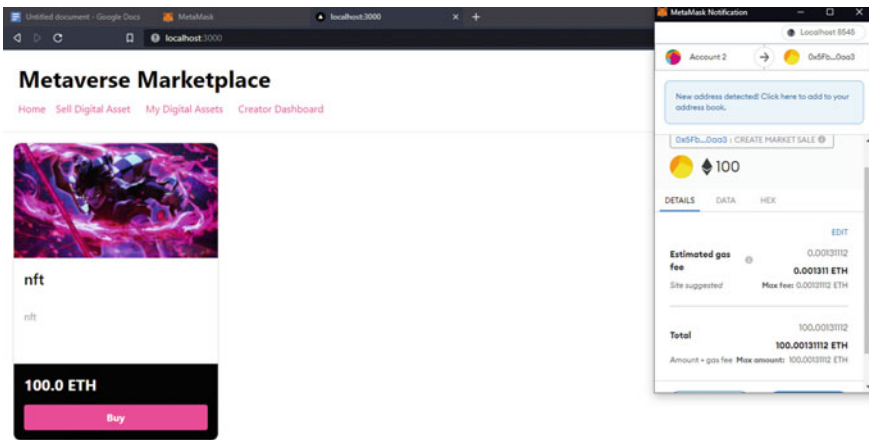 Untitled document - Google Docs
MetaMask
localhost:3000
localhost:3000
Metaverse Marketplace
Home Sell Digital Asset My Digital Assets Creator Dashboard
nft
nft
100.0 ETH
Buy
MetaMask Notification
Localhost 8545
Account 2
0x5Fb...0aa3
New address detected! Click here to add to your
address book.
0x5Fb...0aa3 : CREATE MARKET SALE
100
DETAILS DATA HEX
EDIT
Estimated gas fee
0.00131112
0.001311 ETH
Site suggested
Max fee: 0.00131112 ETH
Total
100.00131112
100.00131112 ETH
Amount + gas fee Max amount: 100.00131112 ETH